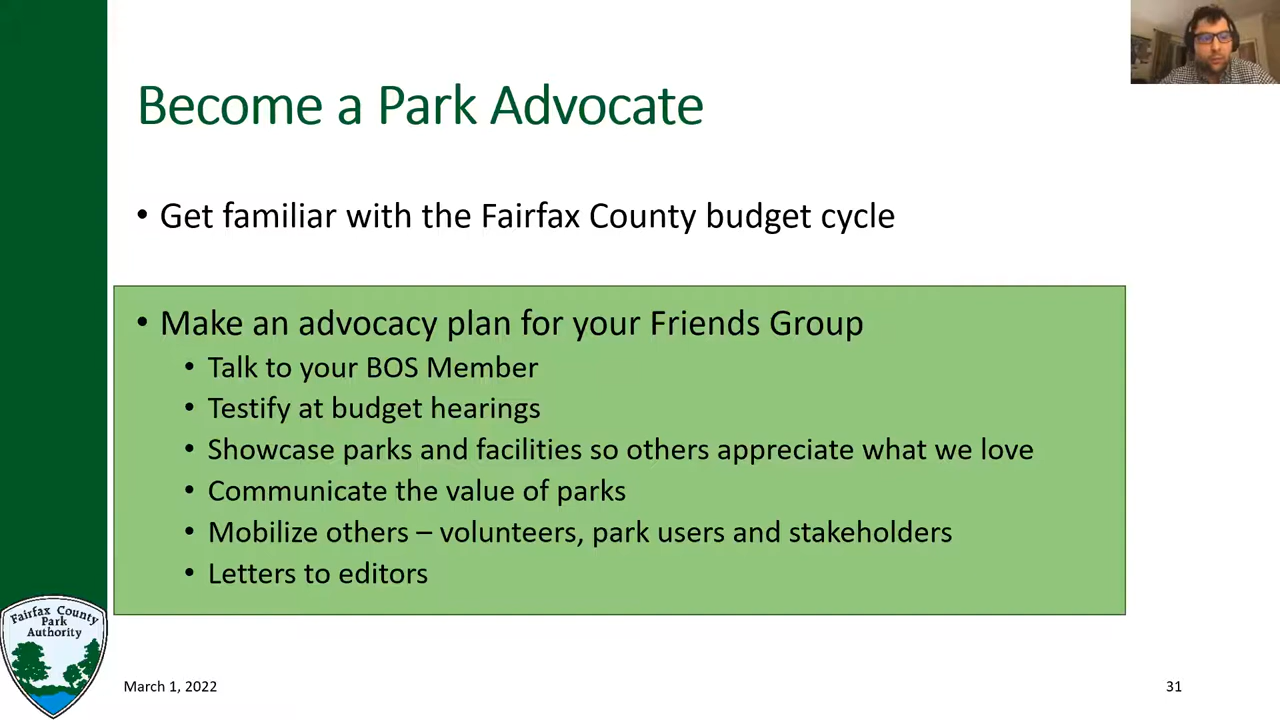 Become a Park Advocate
• Get familiar with the Fairfax County budget cycle
• Make an advocacy plan for your Friends Group
• Talk to your BOS Member
• Testify at budget hearings
• Showcase parks and facilities so others appreciate what we love
• Communicate the value of parks
• Mobilize others – volunteers, park users and stakeholders
• Letters to editors
Fairfax County
Park
Authority
March 1, 2022
31